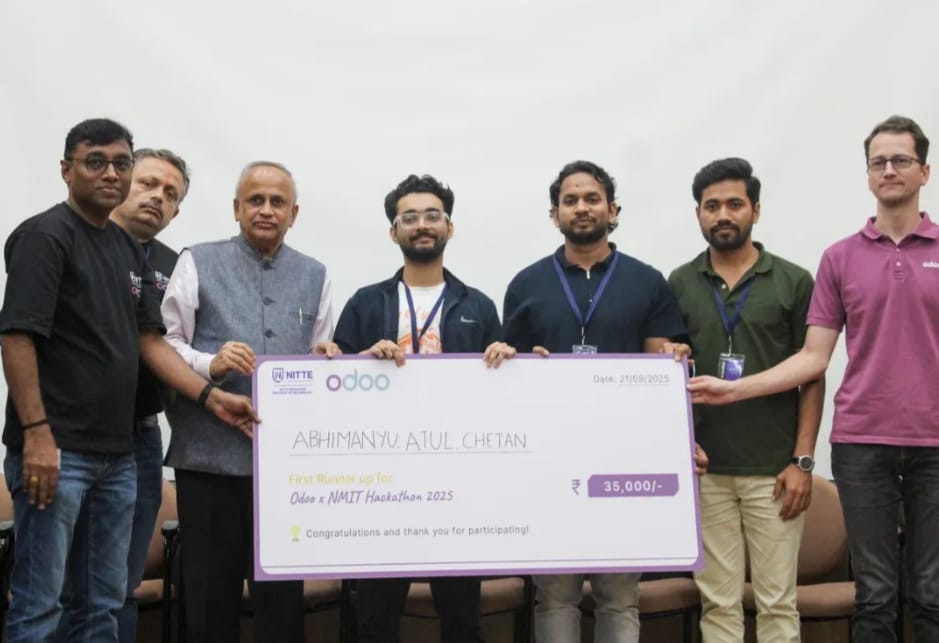 NITTE
odoo
Date: 21/09/2025
ABHIMANYU. ATUL. CHETAN
First Runner up for
Odoo x NMIT Hackathon 2025
₹ 35,000/-
Congratulations and thank you for participating!
NITTE
odoo